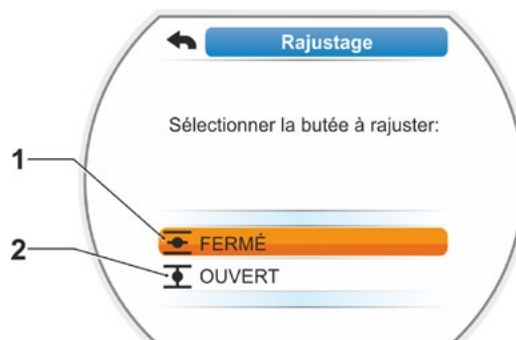 Rajustage
Sélectionner la butée à rajuster:
1
FERMÉ
2
OUVERT